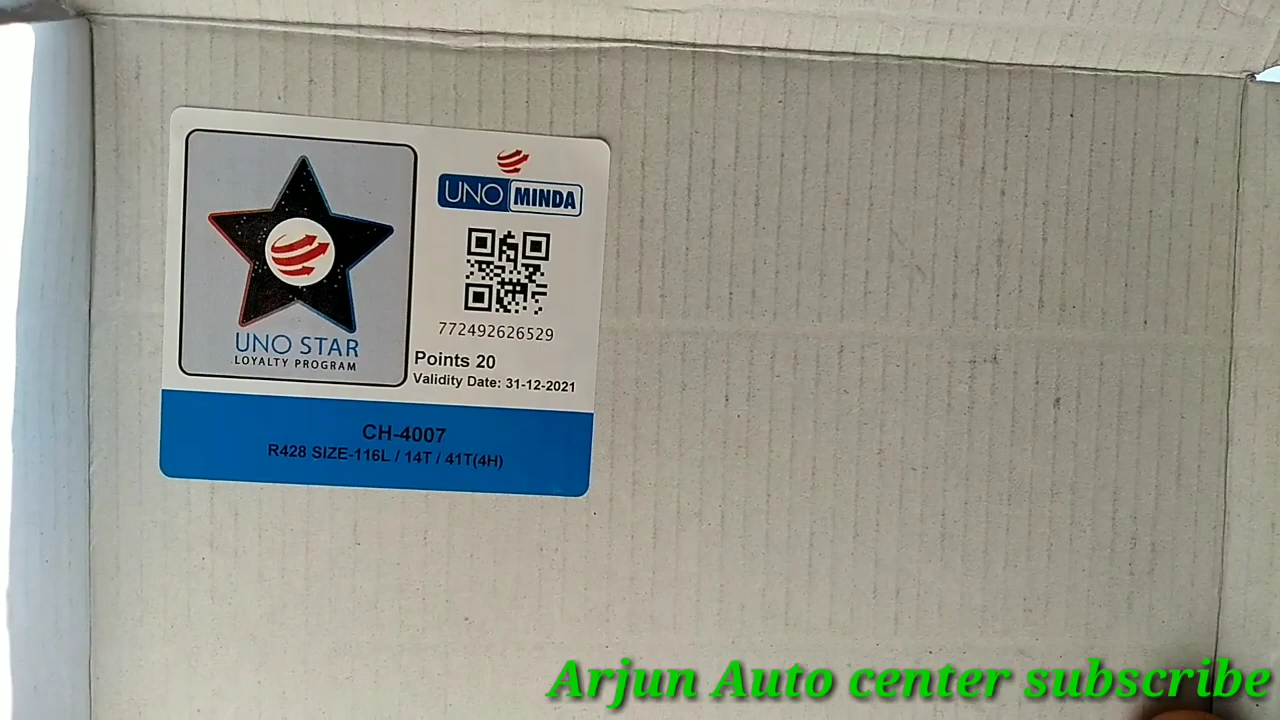 UNO MINDA
772492626529
Points 20
Validity Date: 31-12-2021
UNO STAR
LOYALTY PROGRAM
CH-4007
R428 SIZE-116L / 14T / 41T(4H)
Arjun Auto center subscribe